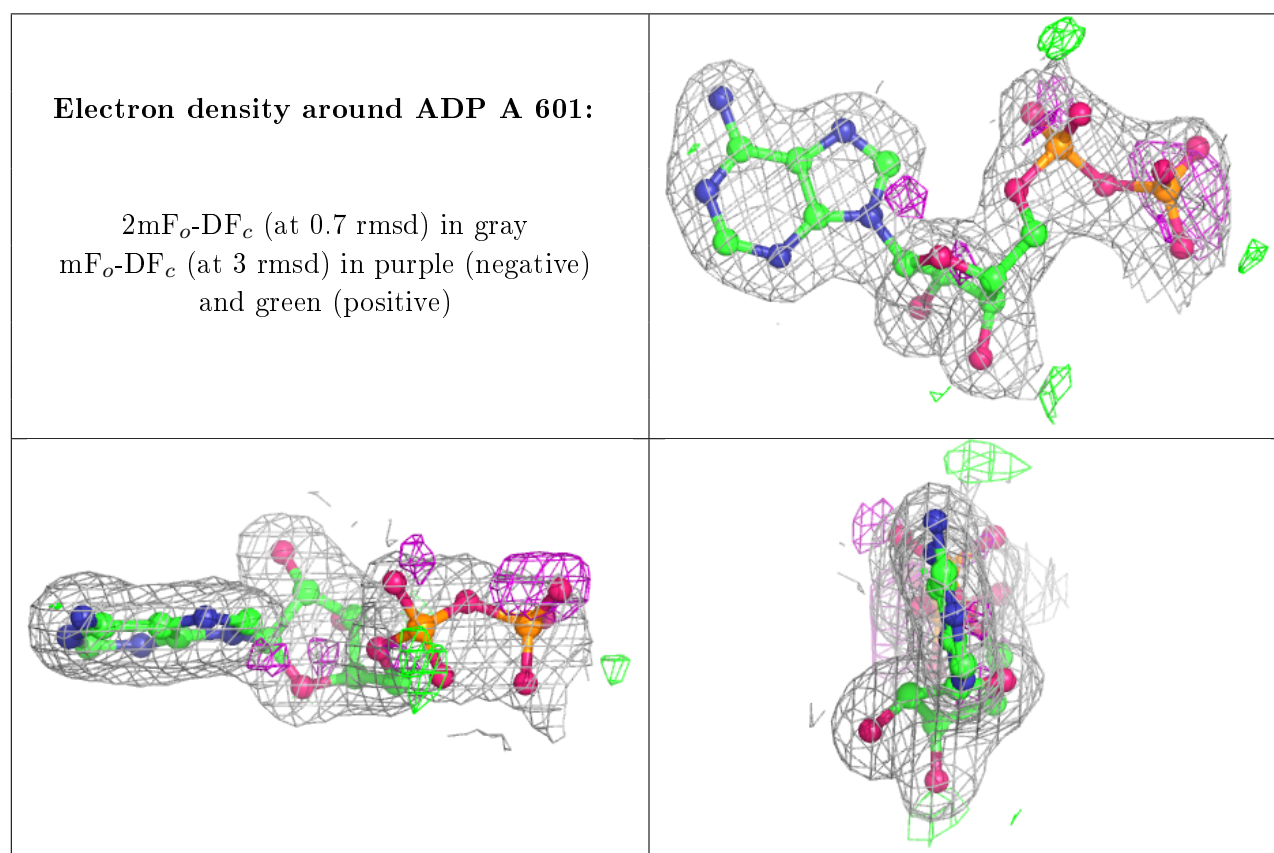 Electron density around ADP A 601:
2mFo-DFc (at 0.7 rmsd) in gray
mFo-DFc (at 3 rmsd) in purple (negative)
and green (positive)